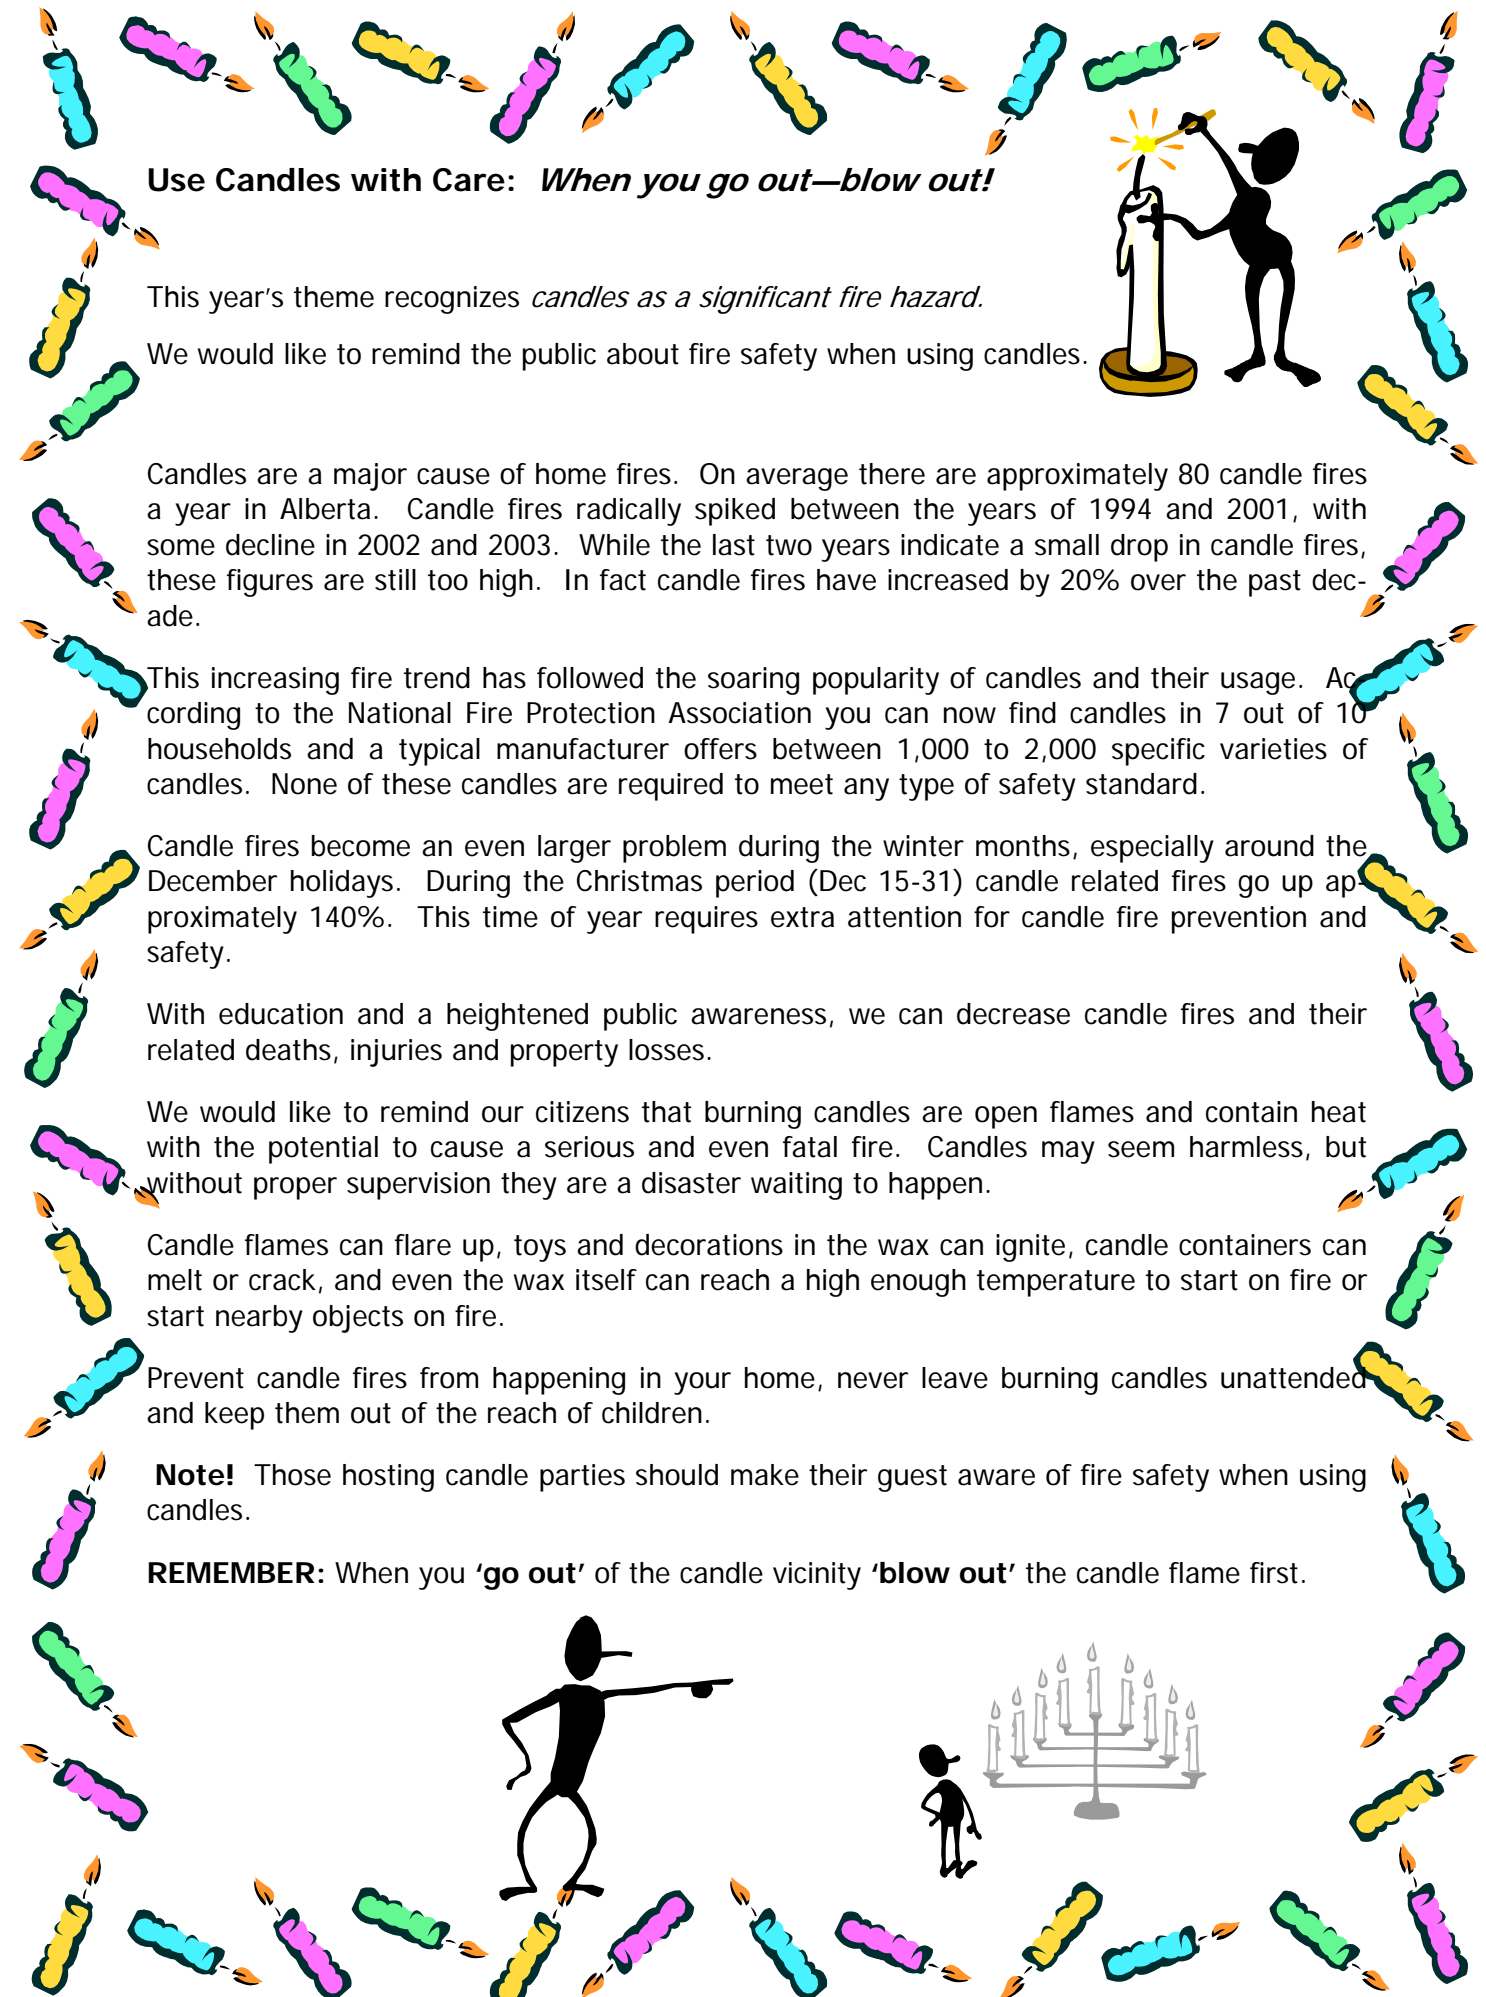 Use Candles with Care: When you go out—blow out!
This year’s theme recognizes candles as a significant fire hazard.
We would like to remind the public about fire safety when using candles.
Candles are a major cause of home fires. On average there are approximately 80 candle fires
a year in Alberta. Candle fires radically spiked between the years of 1994 and 2001, with
some decline in 2002 and 2003. While the last two years indicate a small drop in candle fires,
these figures are still too high. In fact candle fires have increased by 20% over the past dec-
ade.
This increasing fire trend has followed the soaring popularity of candles and their usage. Ac-
cording to the National Fire Protection Association you can now find candles in 7 out of 10
households and a typical manufacturer offers between 1,000 to 2,000 specific varieties of
candles. None of these candles are required to meet any type of safety standard.
Candle fires become an even larger problem during the winter months, especially around the
December holidays. During the Christmas period (Dec 15-31) candle related fires go up ap-
proximately 140%. This time of year requires extra attention for candle fire prevention and
safety.
With education and a heightened public awareness, we can decrease candle fires and their
related deaths, injuries and property losses.
We would like to remind our citizens that burning candles are open flames and contain heat
with the potential to cause a serious and even fatal fire. Candles may seem harmless, but
without proper supervision they are a disaster waiting to happen.
Candle flames can flare up, toys and decorations in the wax can ignite, candle containers can
melt or crack, and even the wax itself can reach a high enough temperature to start on fire or
start nearby objects on fire.
Prevent candle fires from happening in your home, never leave burning candles unattended
and keep them out of the reach of children.
Note! Those hosting candle parties should make their guest aware of fire safety when using
candles.
REMEMBER: When you ‘go out’ of the candle vicinity ‘blow out’ the candle flame first.